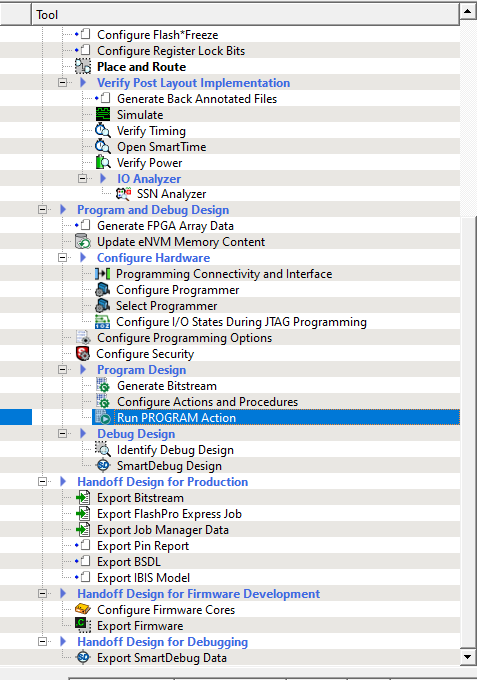 Tool
Configure Flash*Freeze
Configure Register Lock Bits
Place and Route
Verify Post Layout Implementation
Generate Back Annotated Files
Simulate
Verify Timing
Open SmartTime
Verify Power
IO Analyzer
SSN Analyzer
Program and Debug Design
Generate FPGA Array Data
Update eNVM Memory Content
Configure Hardware
Programming Connectivity and Interface
Configure Programmer
Select Programmer
Configure I/O States During JTAG Programming
Configure Programming Options
Configure Security
Program Design
Generate Bitstream
Configure Actions and Procedures
Run PROGRAM Action
Debug Design
Identify Debug Design
SmartDebug Design
Handoff Design for Production
Export Bitstream
Export FlashPro Express Job
Export Job Manager Data
Export Pin Report
Export BSDL
Export IBIS Model
Handoff Design for Firmware Development
Configure Firmware Cores
Export Firmware
Handoff Design for Debugging
Export SmartDebug Data